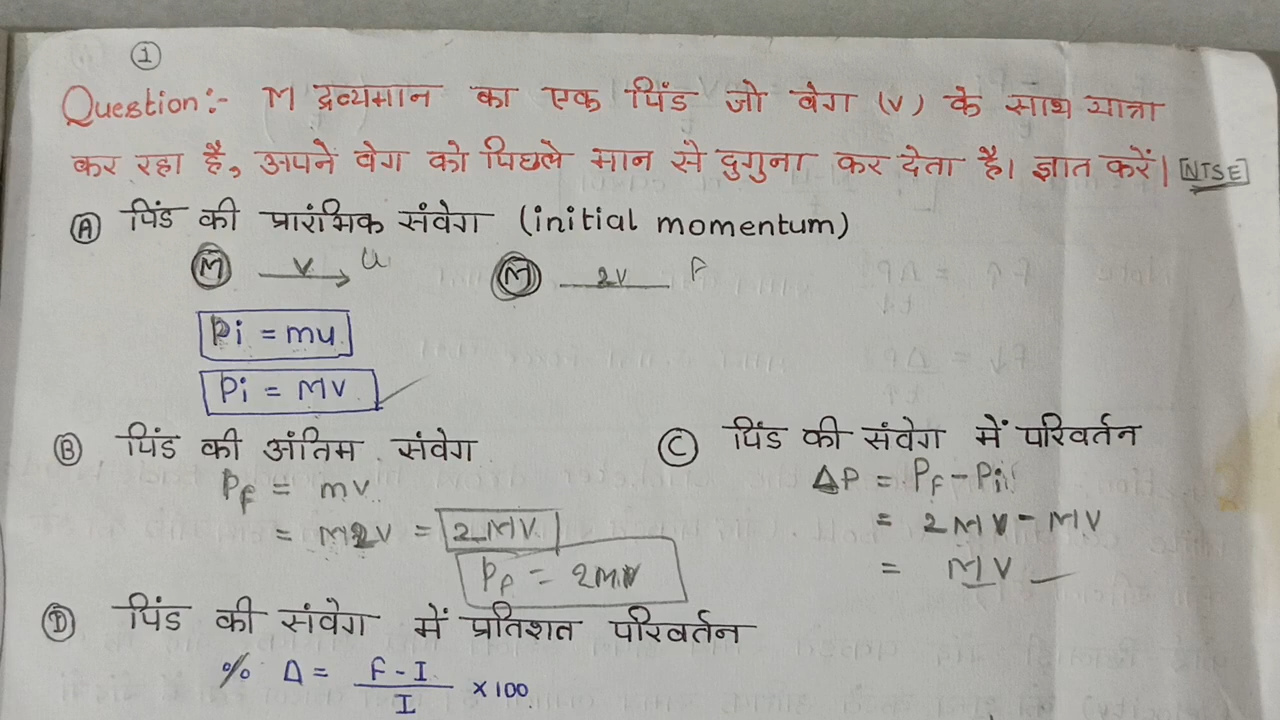 1
Question:- M द्रव्यमान का एक पिंड जो वेग (v) के साथ यात्रा
कर रहा है, अपने वेग को पिछले मान से दुगुना कर देता है। ज्ञात करें। [NTSE]
A पिंड की प्रारंभिक संवेग (initial momentum)
M v u M 2v F
Pi = mu
Pi = MV
B पिंड की अंतिम संवेग
Pf = mv
= M2V = 2MV
Pf = 2MV
C पिंड की संवेग में परिवर्तन
ΔP = Pf - Pi
= 2MV - MV
= MV
D पिंड की संवेग में प्रतिशत परिवर्तन
% Δ = F - I / I × 100